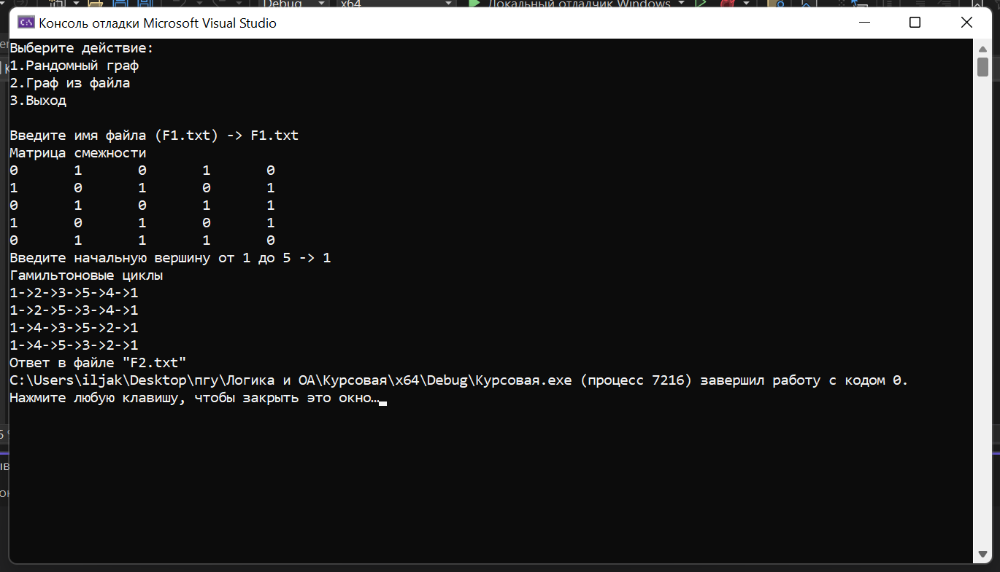 Debug x64 Локальный отладчик Windows
Консоль отладки Microsoft Visual Studio
Выберите действие:
1.Рандомный граф
2.Граф из файла
3.Выход
Введите имя файла (F1.txt) -> F1.txt
Матрица смежности
0 1 0 1 0
1 0 1 0 1
0 1 0 1 1
1 0 1 0 1
0 1 1 1 0
Введите начальную вершину от 1 до 5 -> 1
Гамильтоновые циклы
1->2->3->5->4->1
1->2->5->3->4->1
1->4->3->5->2->1
1->4->5->3->2->1
Ответ в файле "F2.txt"
C:\Users\iljak\Desktop\пгу\Логика и ОА\Курсовая\x64\Debug\Курсовая.exe (процесс 7216) завершил работу с кодом 0.
Нажмите любую клавишу, чтобы закрыть это окно…